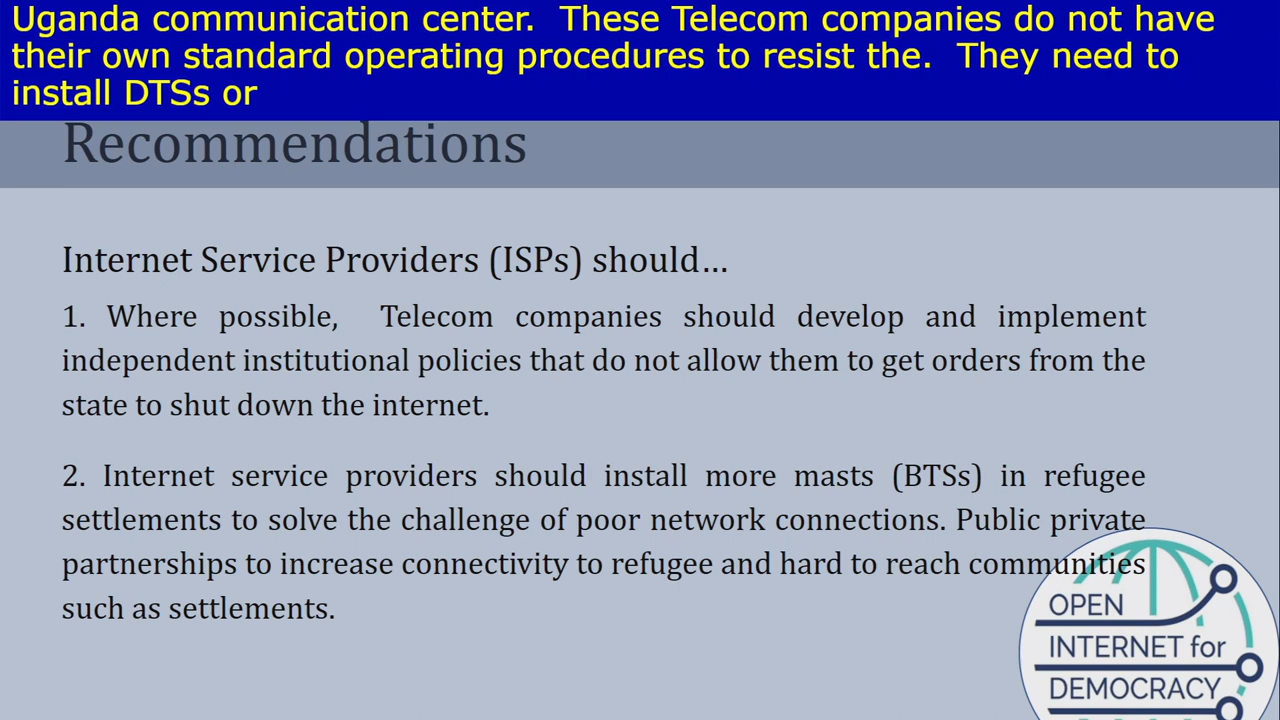 Uganda communication center.  These Telecom companies do not have
their own standard operating procedures to resist the.  They need to
install DTSs or
Recommendations
Internet Service Providers (ISPs) should…
1. Where possible,  Telecom companies should develop and implement
independent institutional policies that do not allow them to get orders from the
state to shut down the internet.
2. Internet service providers should install more masts (BTSs) in refugee
settlements to solve the challenge of poor network connections. Public private
partnerships to increase connectivity to refugee and hard to reach communities
such as settlements.
OPEN
INTERNET for
DEMOCRACY